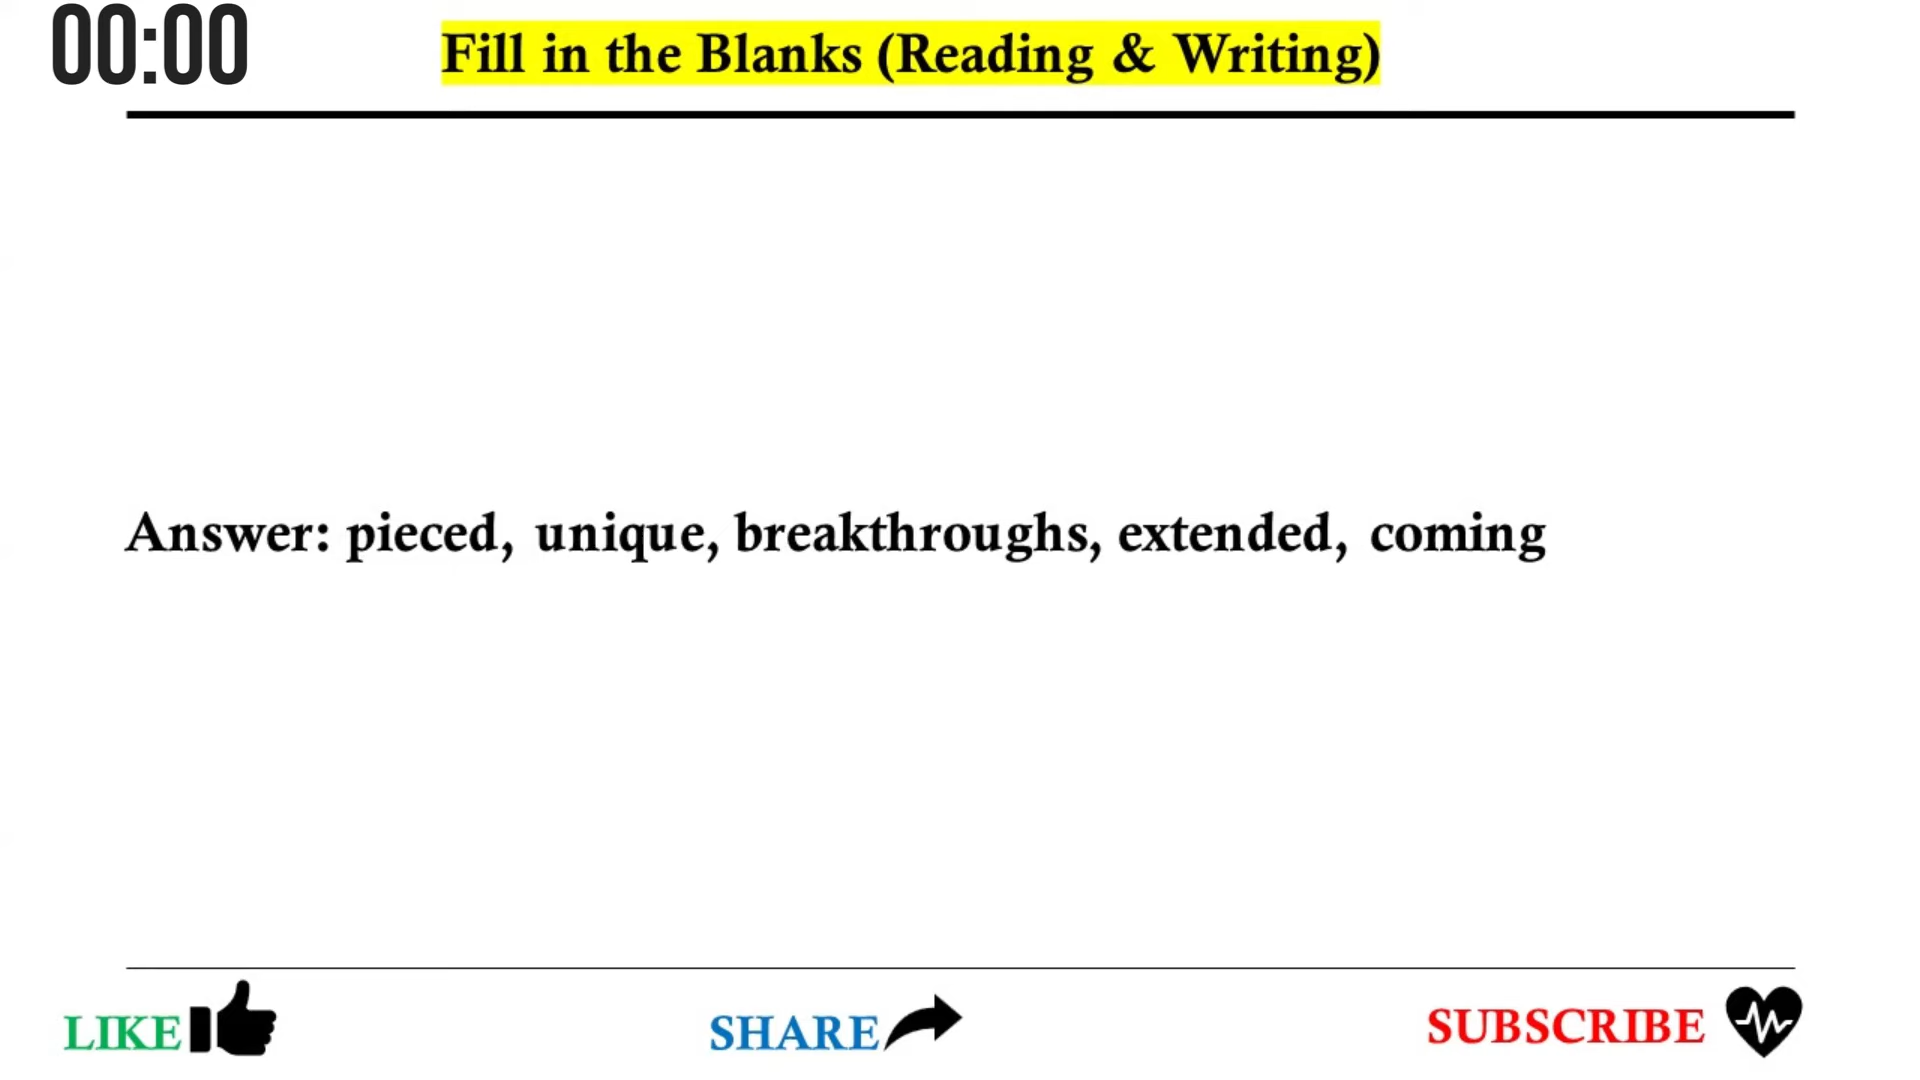 00:00
Fill in the Blanks (Reading & Writing)
Answer: pieced, unique, breakthroughs, extended, coming
LIKE
SHARE
SUBSCRIBE